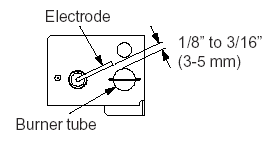 Electrode
1/8” to 3/16”
(3-5 mm)
Burner tube